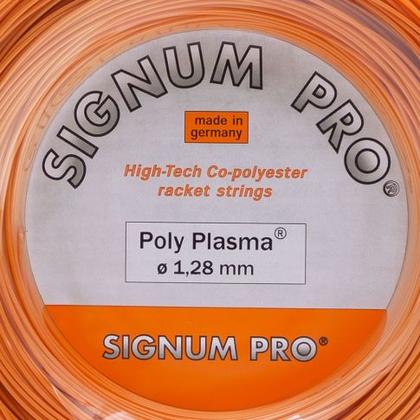 SIGNUM PRO®
made in
germany
High-Tech Co-polyester
racket strings
Poly Plasma®
ø 1,28 mm
SIGNUM PRO®